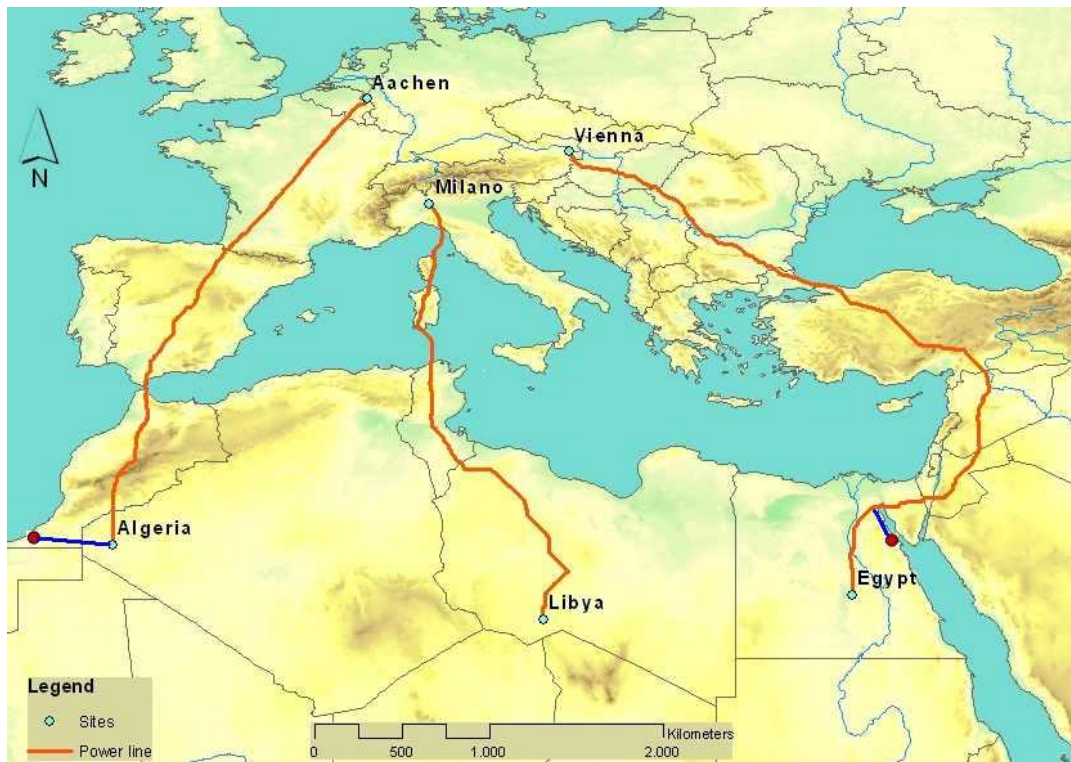 Aachen
Vienna
Milano
N
Algeria
Egypt
Libya
Legend
Sites
Power line
Kilometers
0 500 1.000 2.000